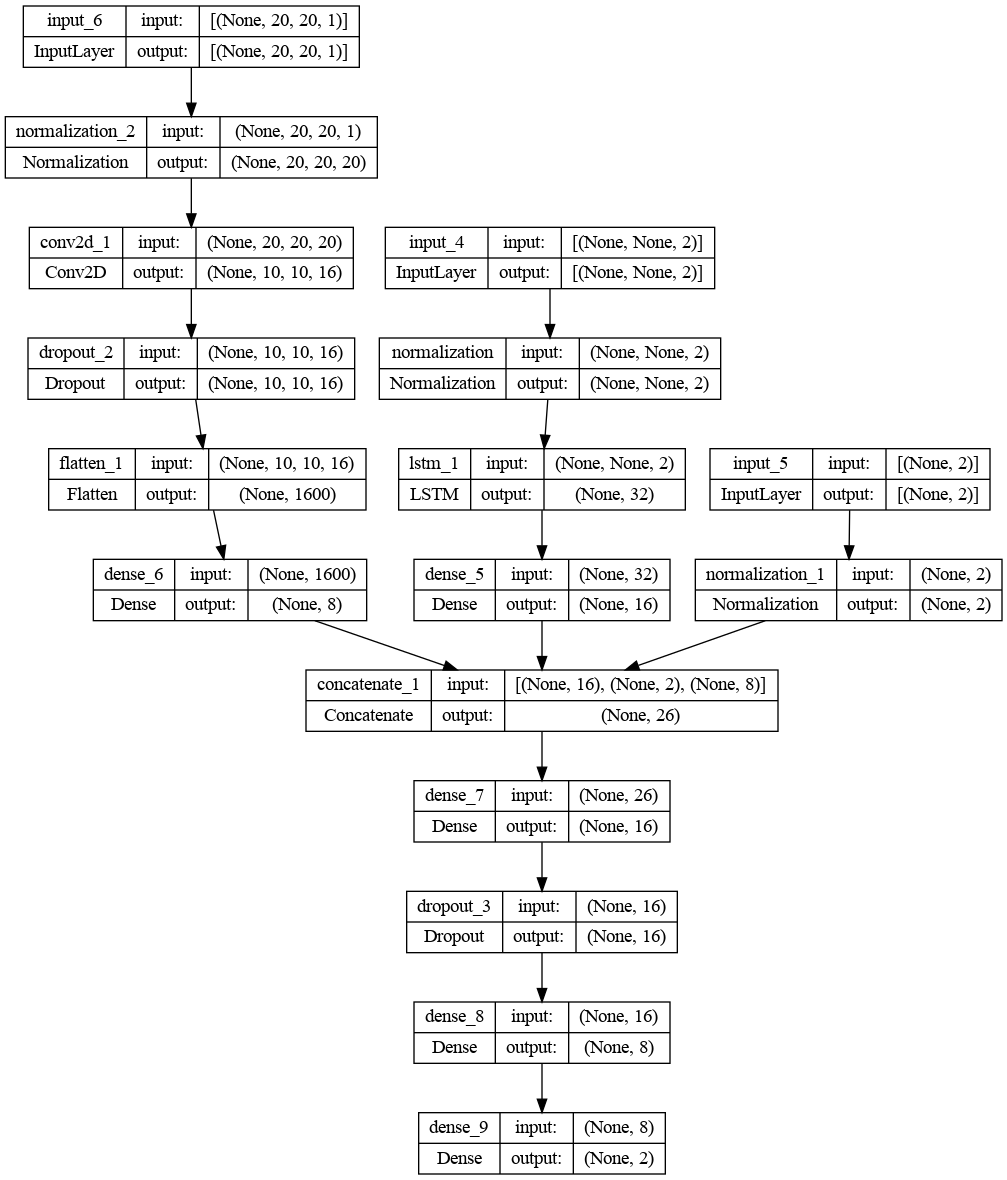 input_6 input: [(None, 20, 20, 1)]
InputLayer output: [(None, 20, 20, 1)]
normalization_2 input: (None, 20, 20, 1)
Normalization output: (None, 20, 20, 20)
conv2d_1 input: (None, 20, 20, 20)
Conv2D output: (None, 10, 10, 16)
input_4 input: [(None, None, 2)]
InputLayer output: [(None, None, 2)]
dropout_2 input: (None, 10, 10, 16)
Dropout output: (None, 10, 10, 16)
normalization input: (None, None, 2)
Normalization output: (None, None, 2)
flatten_1 input: (None, 10, 10, 16)
Flatten output: (None, 1600)
lstm_1 input: (None, None, 2)
LSTM output: (None, 32)
input_5 input: [(None, 2)]
InputLayer output: [(None, 2)]
dense_6 input: (None, 1600)
Dense output: (None, 8)
dense_5 input: (None, 32)
Dense output: (None, 16)
normalization_1 input: (None, 2)
Normalization output: (None, 2)
concatenate_1 input: [(None, 16), (None, 2), (None, 8)]
Concatenate output: (None, 26)
dense_7 input: (None, 26)
Dense output: (None, 16)
dropout_3 input: (None, 16)
Dropout output: (None, 16)
dense_8 input: (None, 16)
Dense output: (None, 8)
dense_9 input: (None, 8)
Dense output: (None, 2)